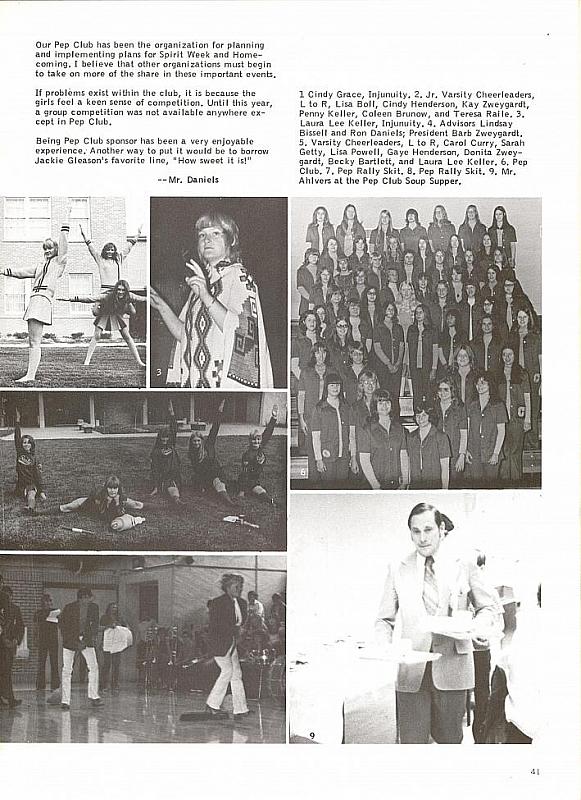 Our Pep Club has been the organization for planning
and implementing plans for Spirit Week and Home-
coming. I believe that other organizations must begin
to take on more of the share in these important events.
If problems exist within the club, it is because the
girls feel a keen sense of competition. Until this year,
a group competition was not available anywhere ex-
cept in Pep Club.
Being Pep Club sponsor has been a very enjoyable
experience. Another way to put it would be to borrow
Jackie Gleason's favorite line, "How sweet it is!"
--Mr. Daniels
1 Cindy Grace, Injunuity. 2. Jr. Varsity Cheerleaders,
L to R, Lisa Boll, Cindy Henderson, Kay Zweygardt,
Penny Keller, Coleen Brunow, and Teresa Raile. 3.
Laura Lee Keller, Injunuity. 4. Advisors Lindsay
Bissell and Ron Daniels; President Barb Zweygardt.
5. Varsity Cheerleaders, L to R, Carol Curry, Sarah
Getty, Lisa Powell, Gaye Henderson, Donita Zwey-
gardt, Becky Bartlett, and Laura Lee Keller. 6. Pep
Club. 7. Pep Rally Skit. 8. Pep Rally Skit. 9. Mr.
Ahlvers at the Pep Club Soup Supper.
3
6
9
41